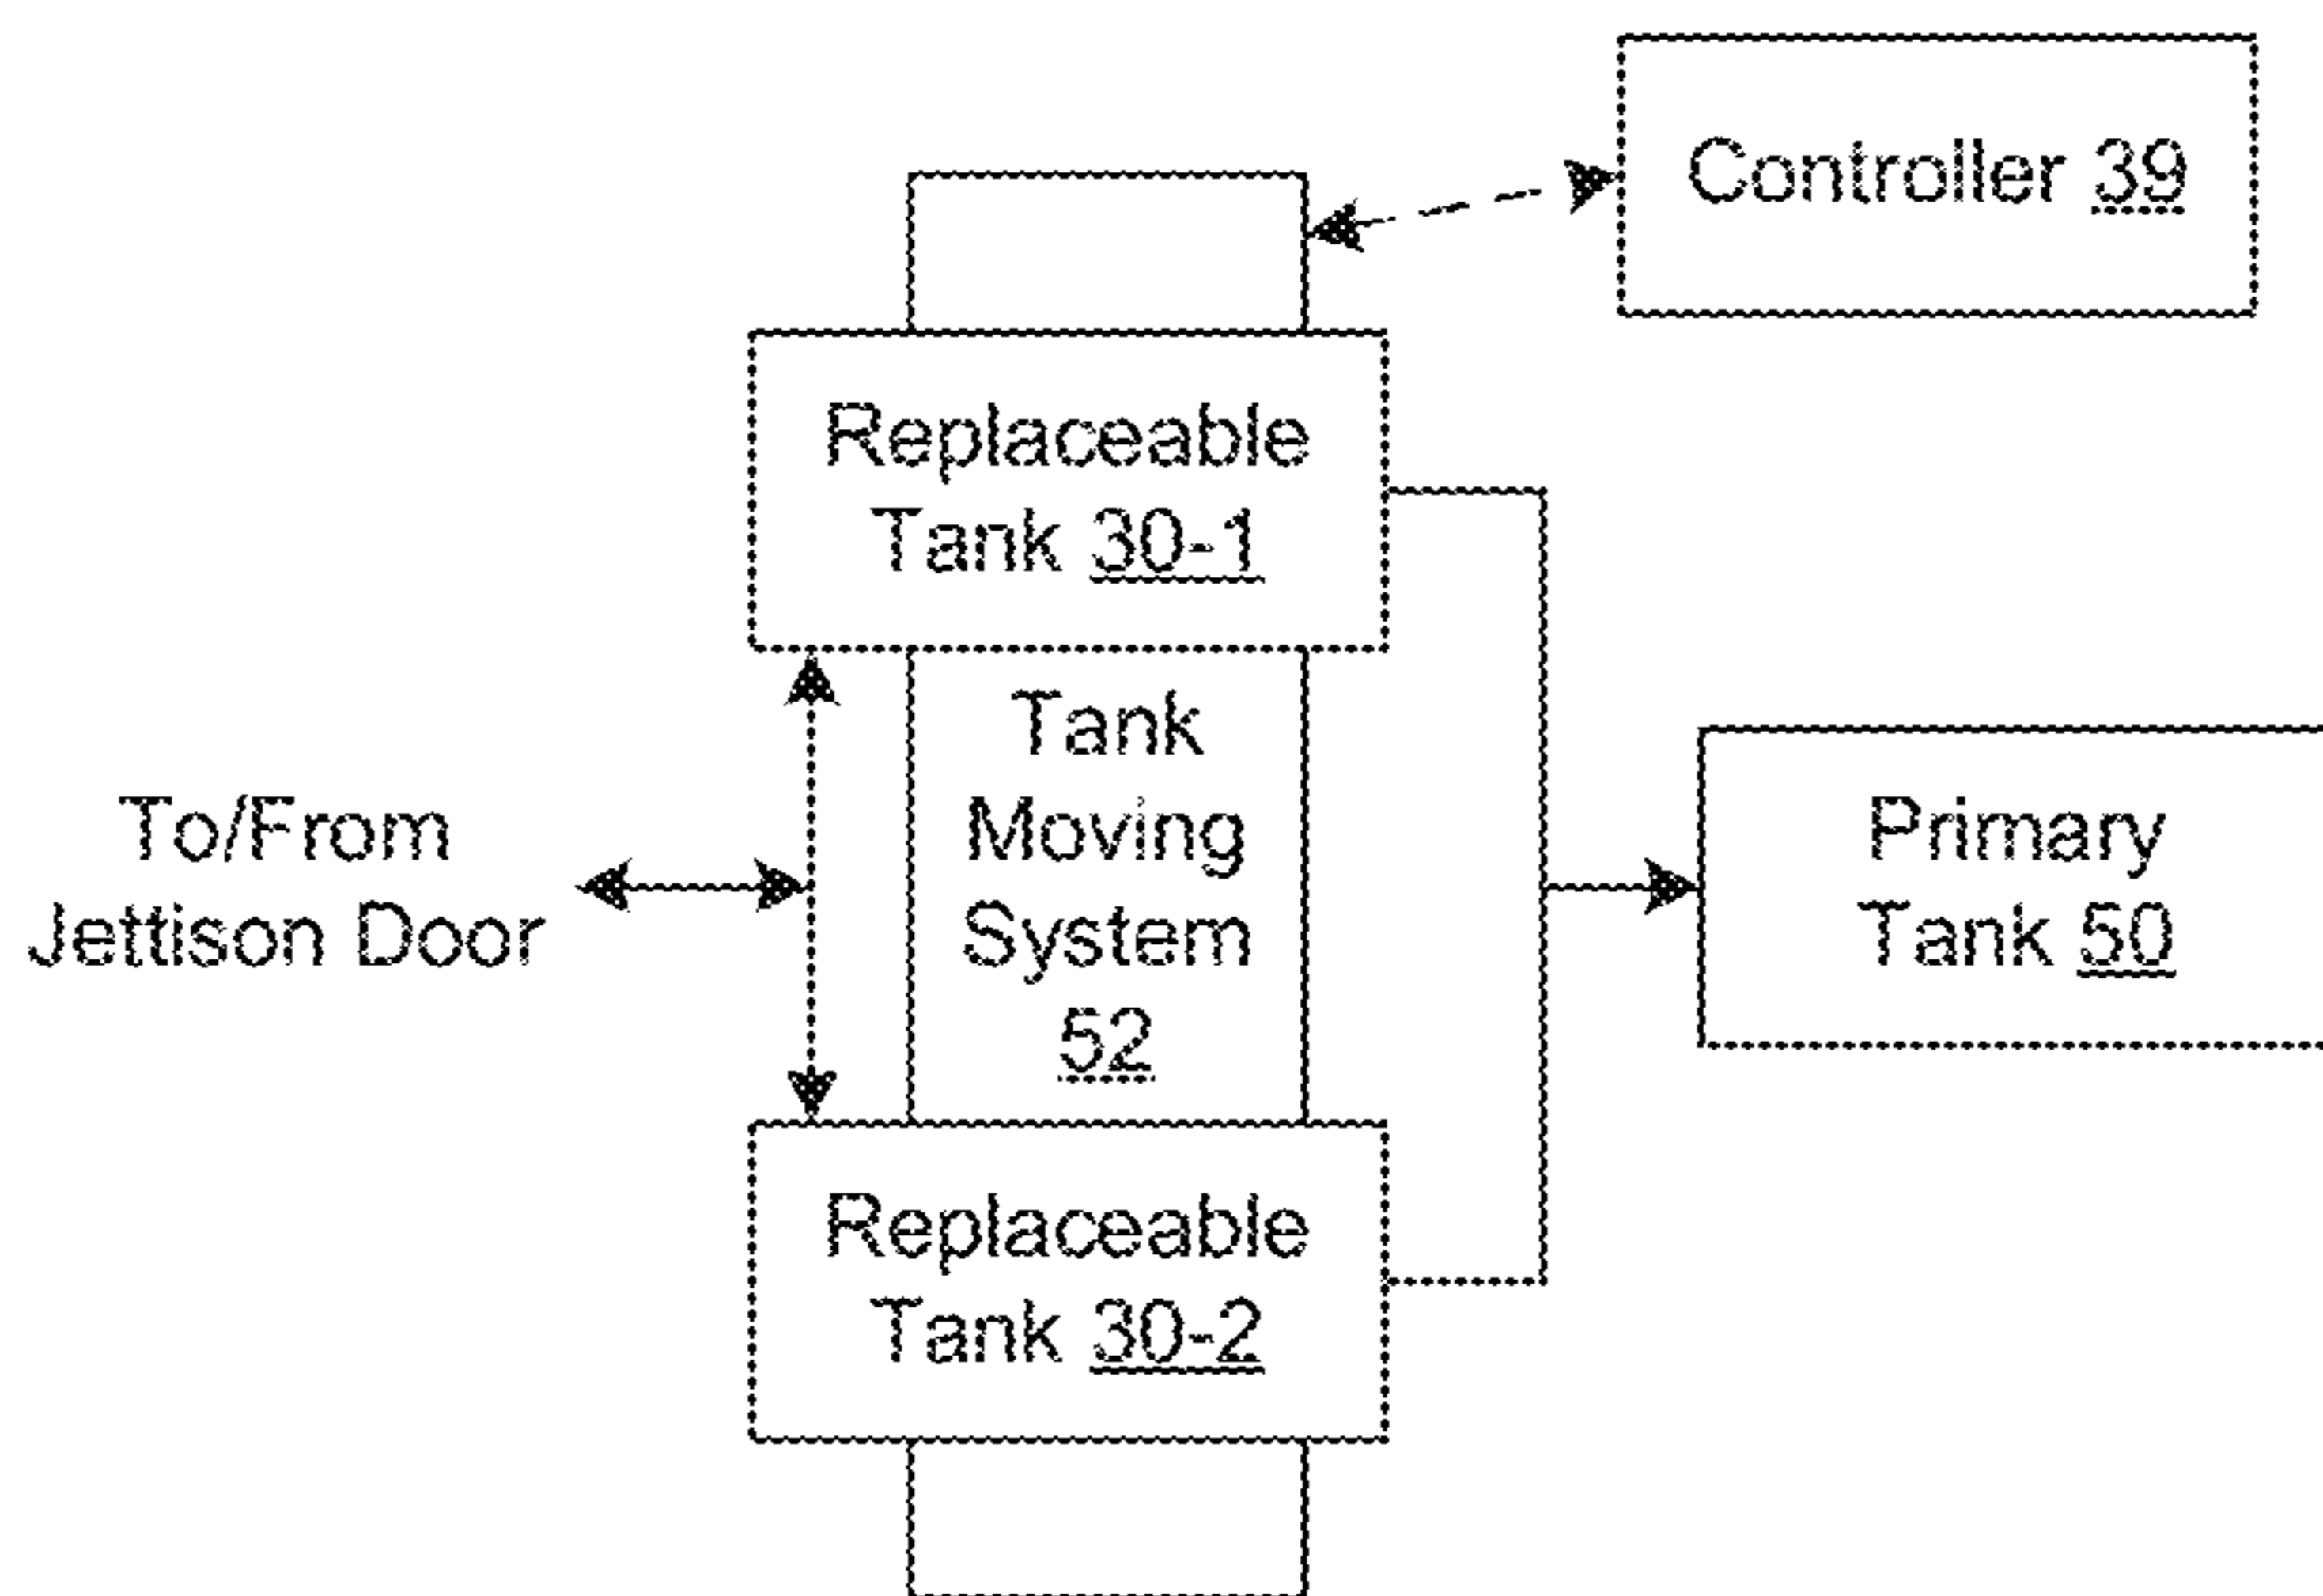 Controller 39
Replaceable
Tank 30-1
Tank
Moving
System
52
To/From
Jettison Door
Primary
Tank 50
Replaceable
Tank 30-2